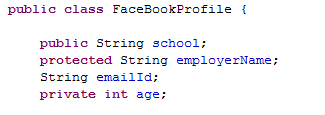 public class FaceBookProfile {
public String school;
protected String employerName;
String emailId;
private int age;